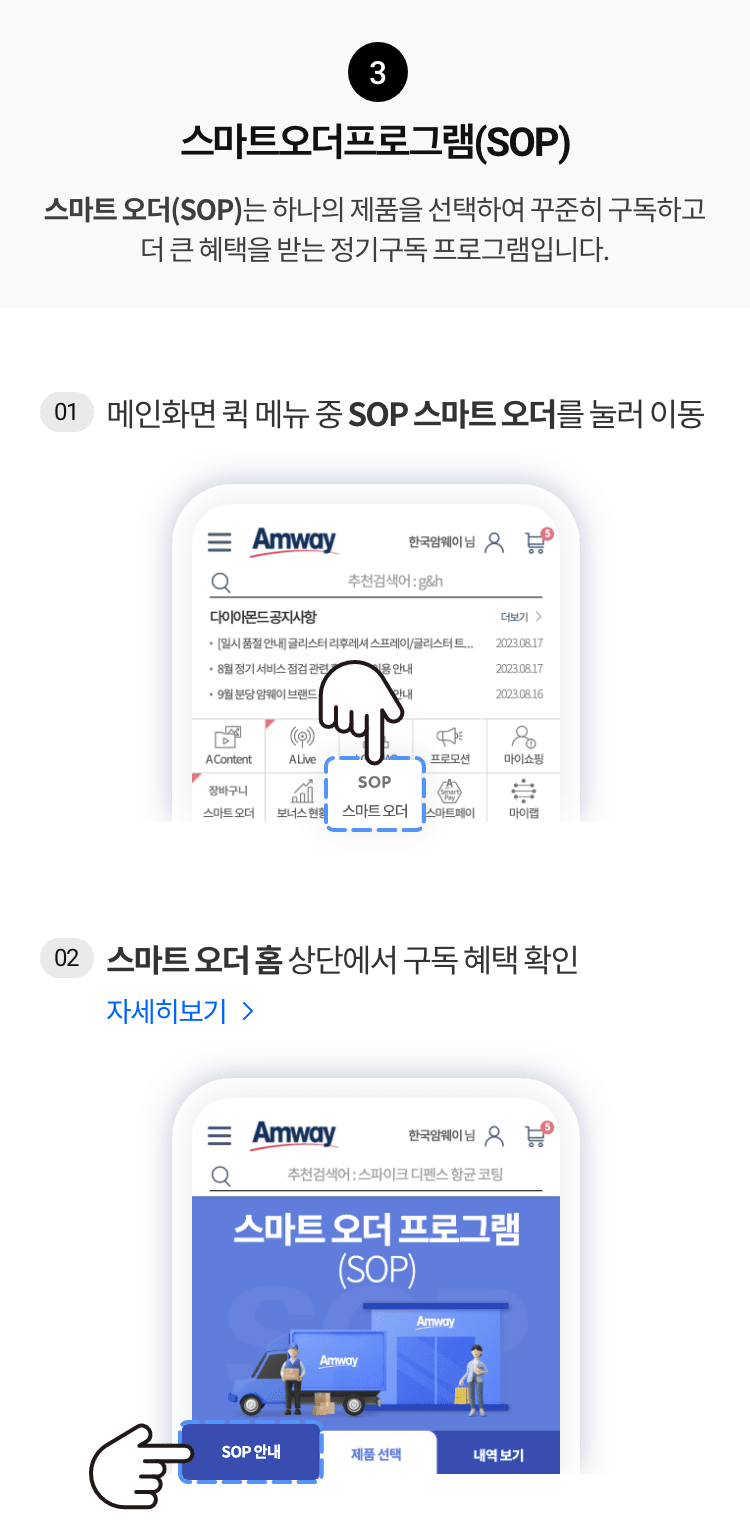 3
스마트오더프로그램(SOP)
스마트 오더(SOP)는 하나의 제품을 선택하여 꾸준히 구독하고
더 큰 혜택을 받는 정기구독 프로그램입니다.
01 메인화면 퀵 메뉴 중 SOP 스마트 오더를 눌러 이동
Amway 한국암웨이 님 5
추천검색어 : g&h
다이아몬드 공지사항 더보기 >
• [일시 품절 안내] 글리스터 리후레셔 스프레이/글리스터 트... 2023.08.17
• 8월 정기 서비스 점검 관련 용 안내 2023.08.17
• 9월 분당 암웨이 브랜드 안내 2023.08.16
A Content A Live 프로모션 마이쇼핑
장바구니 SOP A Smart Pay
스마트 오더 보너스 현황 스마트 오더 스마트페이 마이랩
02 스마트 오더 홈 상단에서 구독 혜택 확인
자세히보기 >
Amway 한국암웨이 님 5
추천검색어 : 스파이크 디펜스 항균 코팅
스마트 오더 프로그램
(SOP)
SOP
Amway
Amway
SOP 안내 제품 선택 내역 보기